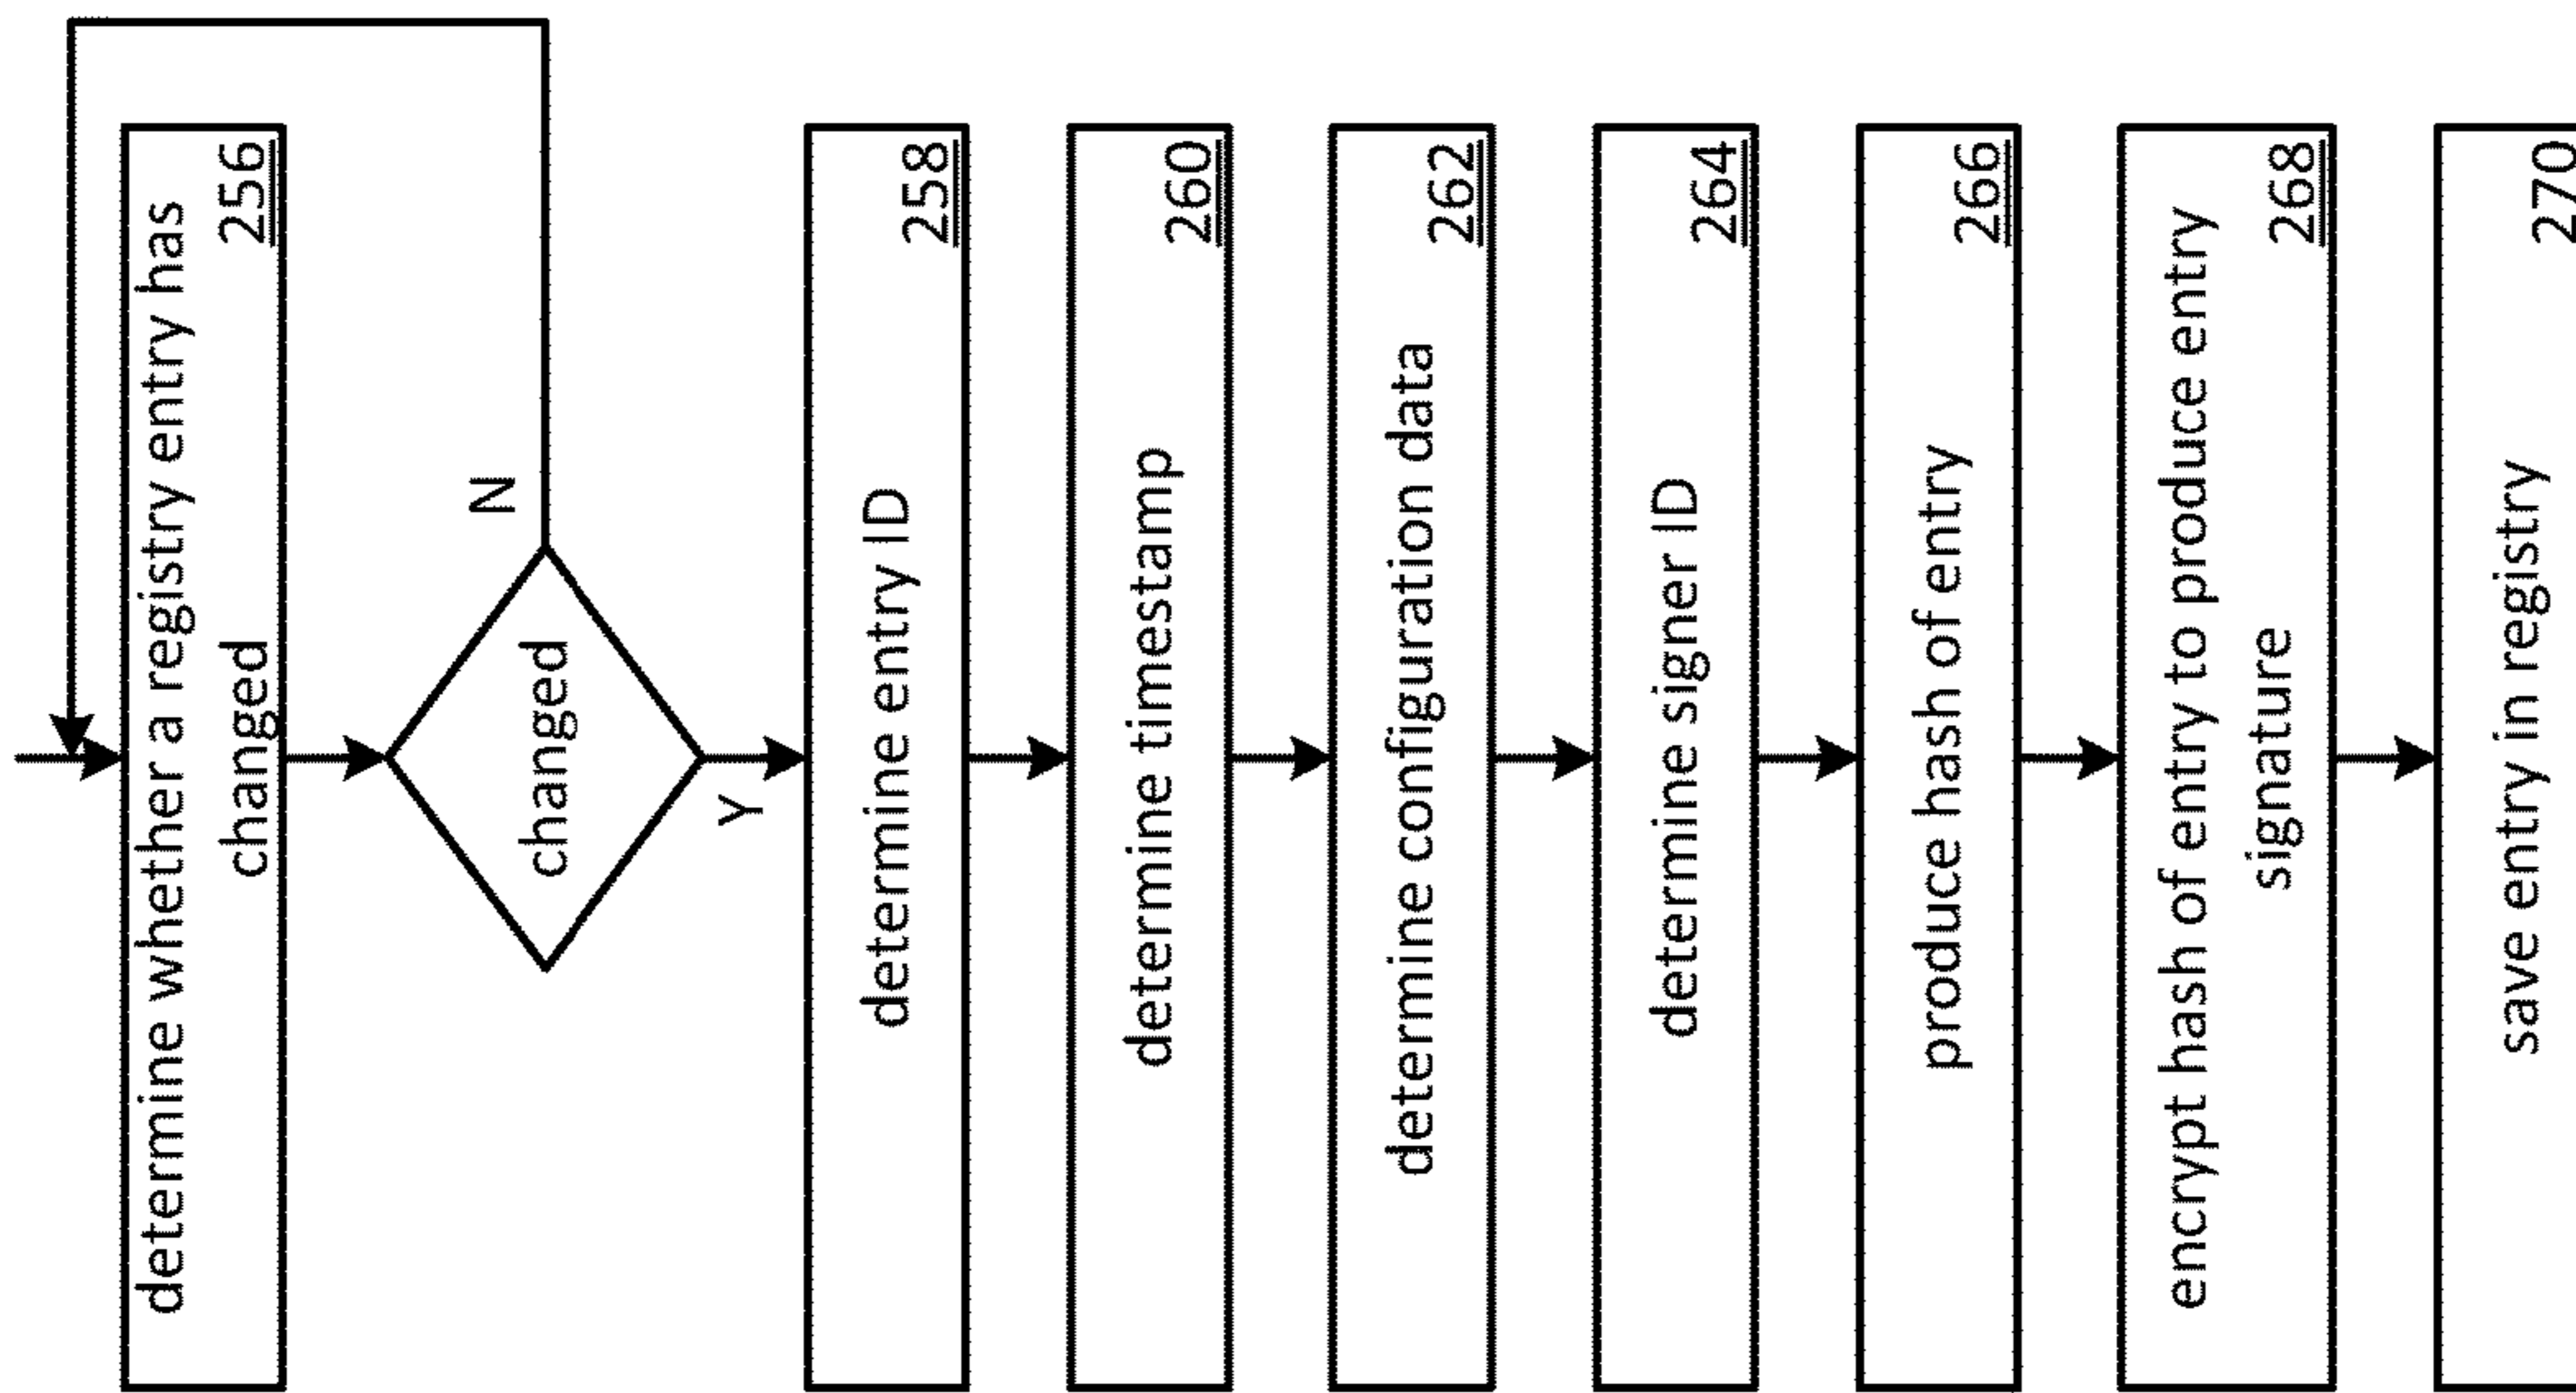 determine whether a registry entry has
changed
256
changed
N
Y
determine entry ID
258
determine timestamp
260
determine configuration data
262
determine signer ID
264
produce hash of entry
266
encrypt hash of entry to produce entry
signature
268
save entry in registry
270